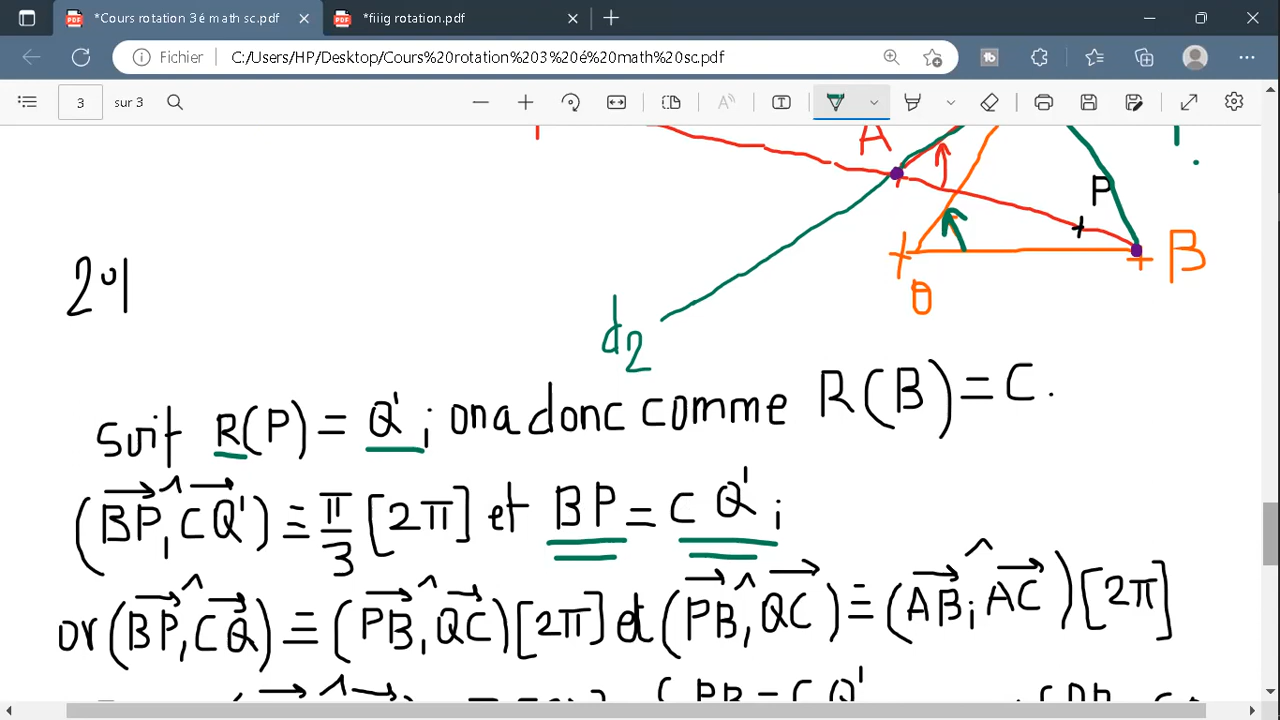 *Cours rotation 3é math sc.pdf
*fiiig rotation.pdf
Fichier
C:/Users/HP/Desktop/Cours%20rotation%203%20é%20math%20sc.pdf
3 sur 3
A
P
B
O
d2
2°/
soit R(P) = Q' ; on a donc comme R(B) = C.
(BP, CQ') ≡ π/3 [2π] et BP = CQ' ;
or (BP, CQ) ≡ (PB, QC) [2π] et (PB, QC) ≡ (AB, AC) [2π]